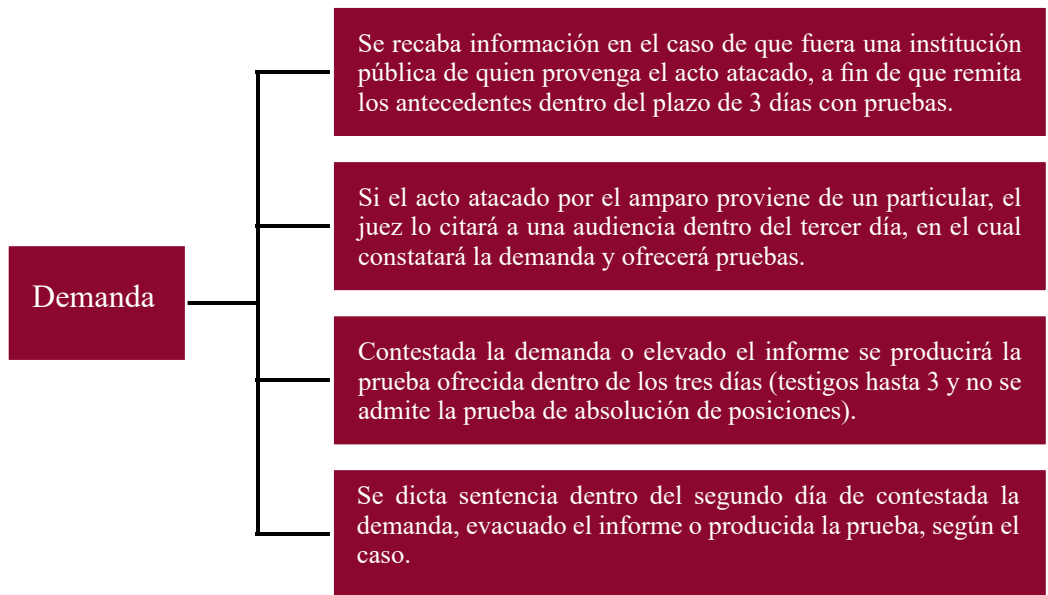 Demanda
Se recaba información en el caso de que fuera una institución
pública de quien provenga el acto atacado, a fin de que remita
los antecedentes dentro del plazo de 3 días con pruebas.
Si el acto atacado por el amparo proviene de un particular, el
juez lo citará a una audiencia dentro del tercer día, en el cual
constatará la demanda y ofrecerá pruebas.
Contestada la demanda o elevado el informe se producirá la
prueba ofrecida dentro de los tres días (testigos hasta 3 y no se
admite la prueba de absolución de posiciones).
Se dicta sentencia dentro del segundo día de contestada la
demanda, evacuado el informe o producida la prueba, según el
caso.